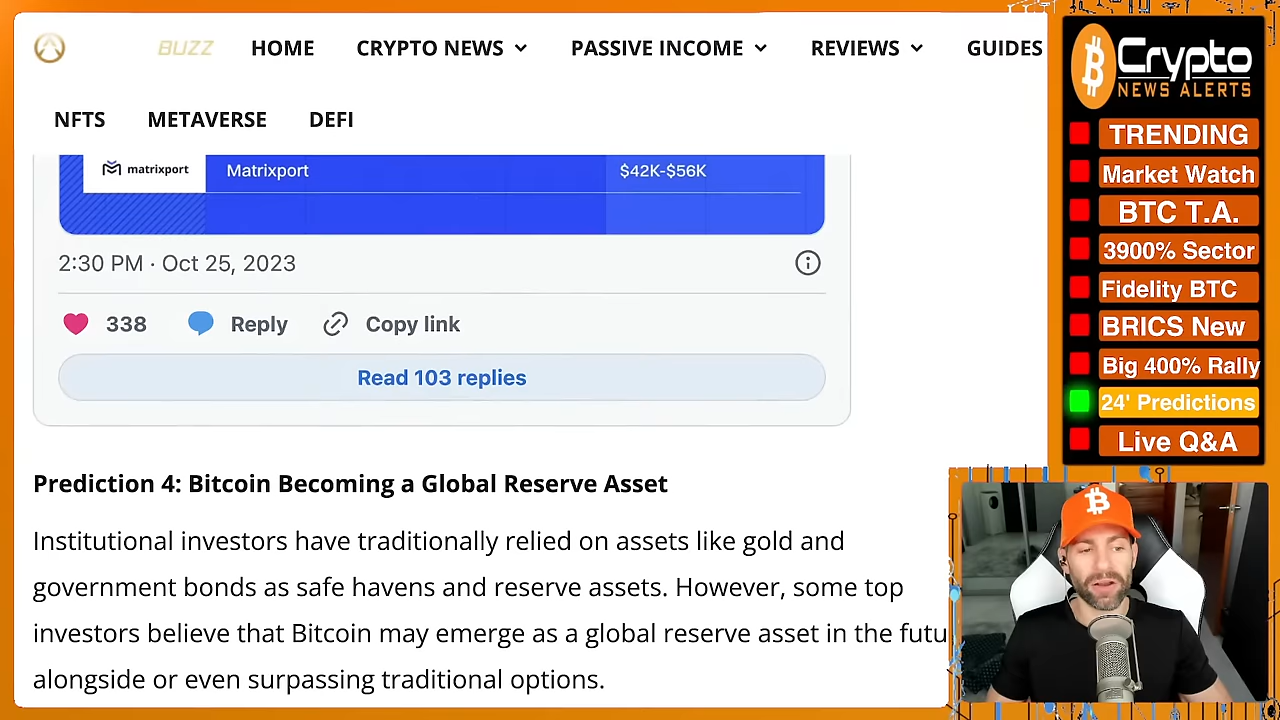 BUZZ
HOME
CRYPTO NEWS
PASSIVE INCOME
REVIEWS
GUIDES
NFTS
METAVERSE
DEFI
matrixport
Matrixport
$42K-$56K
2:30 PM · Oct 25, 2023
338
Reply
Copy link
Read 103 replies
Prediction 4: Bitcoin Becoming a Global Reserve Asset
Institutional investors have traditionally relied on assets like gold and
government bonds as safe havens and reserve assets. However, some top
investors believe that Bitcoin may emerge as a global reserve asset in the futu
alongside or even surpassing traditional options.
Crypto
NEWS ALERTS
TRENDING
Market Watch
BTC T.A.
3900% Sector
Fidelity BTC
BRICS New
Big 400% Rally
24' Predictions
Live Q&A